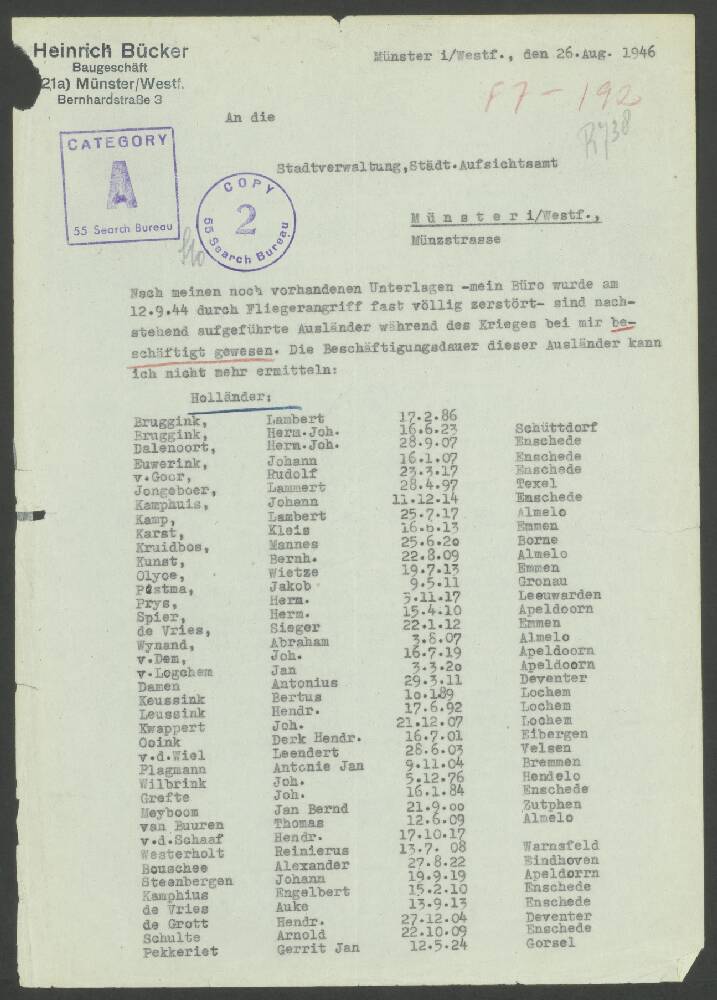 Heinrich Bücker
Baugeschäft
21a) Münster/Westf.
Bernhardstraße 3
Münster i/Westf., den 26.Aug. 1946
F7 - 192
R738
An die
CATEGORY
A
55 Search Bureau
COPY
2
55 Search Bureau
Stadtverwaltung,Städt.Aufsichtsamt
Münster i/Westf.,
Münzstrasse
Nach meinen noch vorhandenen Unterlagen -mein Büro wurde am
12.9.44 durch Fliegerangriff fast völlig zerstört- sind nach-
stehend aufgeführte Ausländer während des Krieges bei mir be-
schäftigt gewesen. Die Beschäftigungsdauer dieser Ausländer kann
ich nicht mehr ermitteln:
Holländer:
Bruggink, Lambert 17.2.86
Bruggink, Herm.Joh. 16.6.23 Schüttdorf
Dalenoort, Herm.Joh. 28.9.07 Enschede
Euwerink, Johann 16.1.07 Enschede
v.Goor, Rudolf 23.3.17 Enschede
Jongeboer, Lammert 28.4.97 Texel
Kamphuis, Johann 11.12.14 Enschede
Kamp, Lambert 25.7.17 Almelo
Karst, Kleis 16.6.13 Emmen
Kruidbos, Mannes 25.6.20 Borne
Kunst, Bernh. 22.8.09 Almelo
Olyoe, Wietze 19.7.13 Emmen
Postma, Jakob 9.5.11 Gronau
Prys, Herm. 3.11.17 Leeuwarden
Spier, Herm. 15.4.10 Apeldoorn
de Vries, Sieger 22.1.12 Emmen
Wynand, Abraham 3.8.07 Almelo
v.Dem, Joh. 16.7.19 Apeldoorn
v.Logchem Jan 3.3.20 Apeldoorn
Damen Antonius 29.3.11 Deventer
Keussink Bertus 10.189 Lochem
Leussink Hendr. 17.6.92 Lochem
Kwappert Joh. 21.12.07 Lochem
Ooink Derk Hendr. 16.7.01 Eibergen
v.d.Wiel Leendert 28.6.03 Velsen
Plagmann Antonie Jan 9.11.04 Bremmen
Wilbrink Joh. 5.12.76 Hendelo
Grefte Joh. 16.1.84 Enschede
Meyboom Jan Bernd 21.9.00 Zutphen
van Buuren Thomas 12.6.09 Almelo
v.d.Schaaf Hendr. 17.10.17
Westerholt Reinierus 13.7. 08 Warnsfeld
Bouschee Alexander 27.8.22 Eindhoven
Steenbergen Johann 19.9.19 Apeldorrn
Kamphius Engelbert 15.2.10 Enschede
de Vries Auke 13.9.13 Enschede
de Grott Hendr. 27.12.04 Deventer
Schulte Arnold 22.10.09 Enschede
Pekkeriet Gerrit Jan 12.5.24 Gorsel